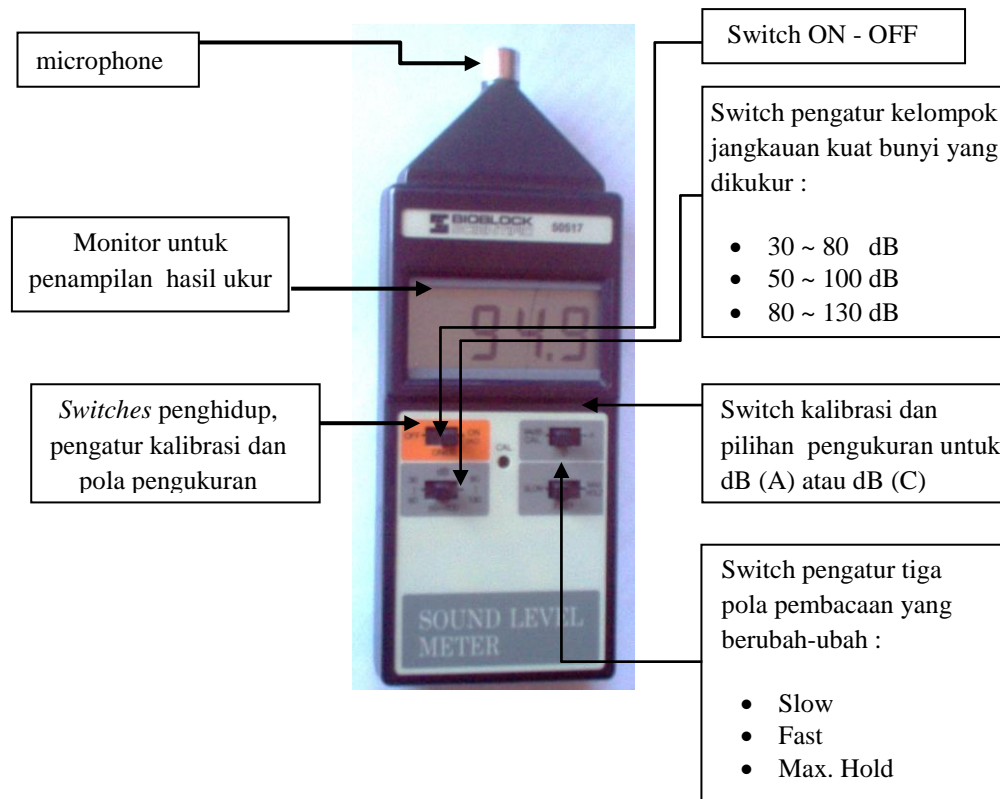 microphone
Switch ON - OFF
Switch pengatur kelompok
jangkauan kuat bunyi yang
dikukur :
• 30 ~ 80 dB
• 50 ~ 100 dB
• 80 ~ 130 dB
Monitor untuk
penampilan hasil ukur
Switches penghidup,
pengatur kalibrasi dan
pola pengukuran
Switch kalibrasi dan
pilihan pengukuran untuk
dB (A) atau dB (C)
Switch pengatur tiga
pola pembacaan yang
berubah-ubah :
• Slow
• Fast
• Max. Hold
BIOBLOCK
SCIENTIFIC 50517
94.9
OFF ON
CAL
SLOW
SOUND LEVEL
METER